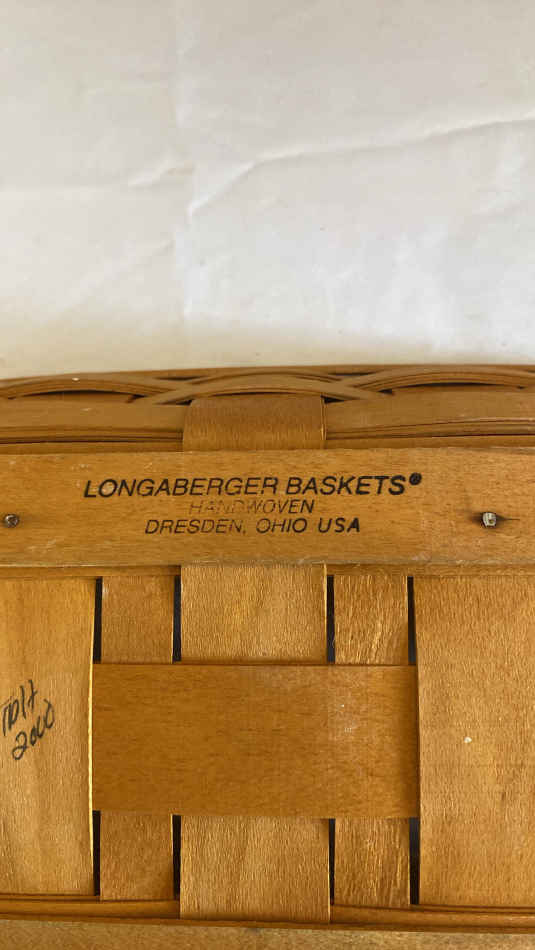 LONGABERGER BASKETS®
HANDWOVEN
DRESDEN, OHIO USA
2000